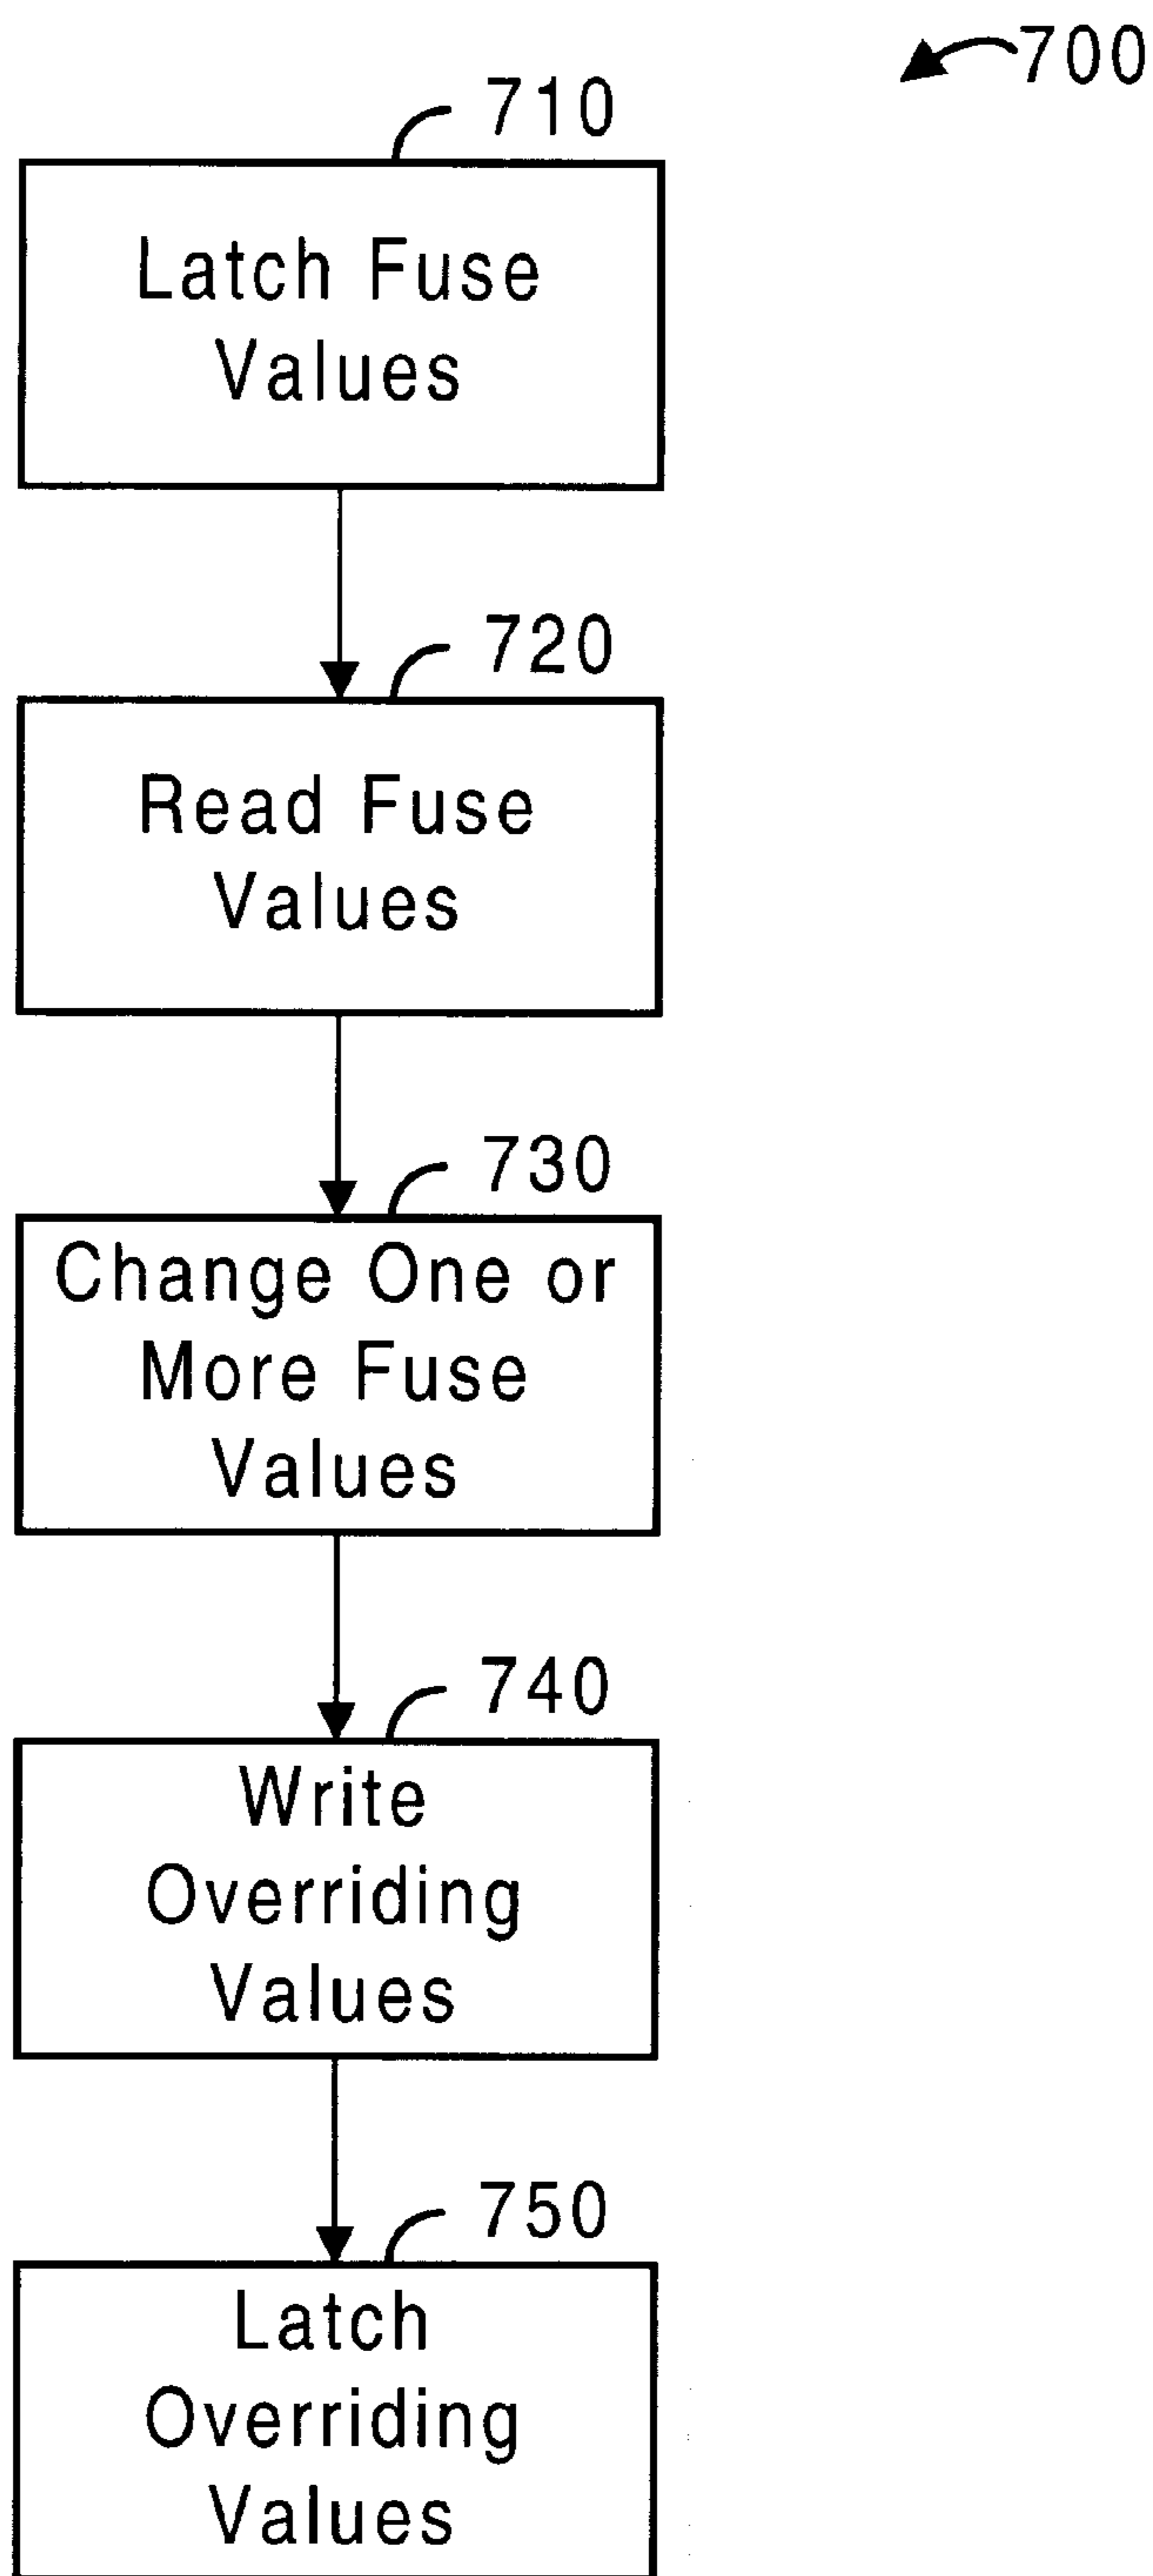 700
710
Latch Fuse
Values
720
Read Fuse
Values
730
Change One or
More Fuse
Values
740
Write
Overriding
Values
750
Latch
Overriding
Values